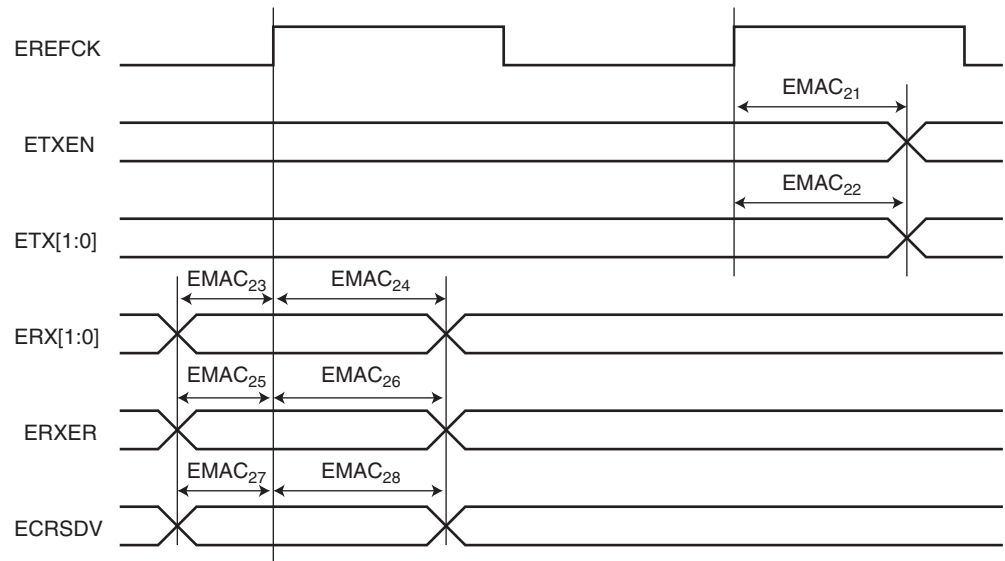 EREFCK
EMAC21
ETXEN
EMAC22
ETX[1:0]
EMAC23 EMAC24
ERX[1:0]
EMAC25 EMAC26
ERXER
EMAC27 EMAC28
ECRSDV